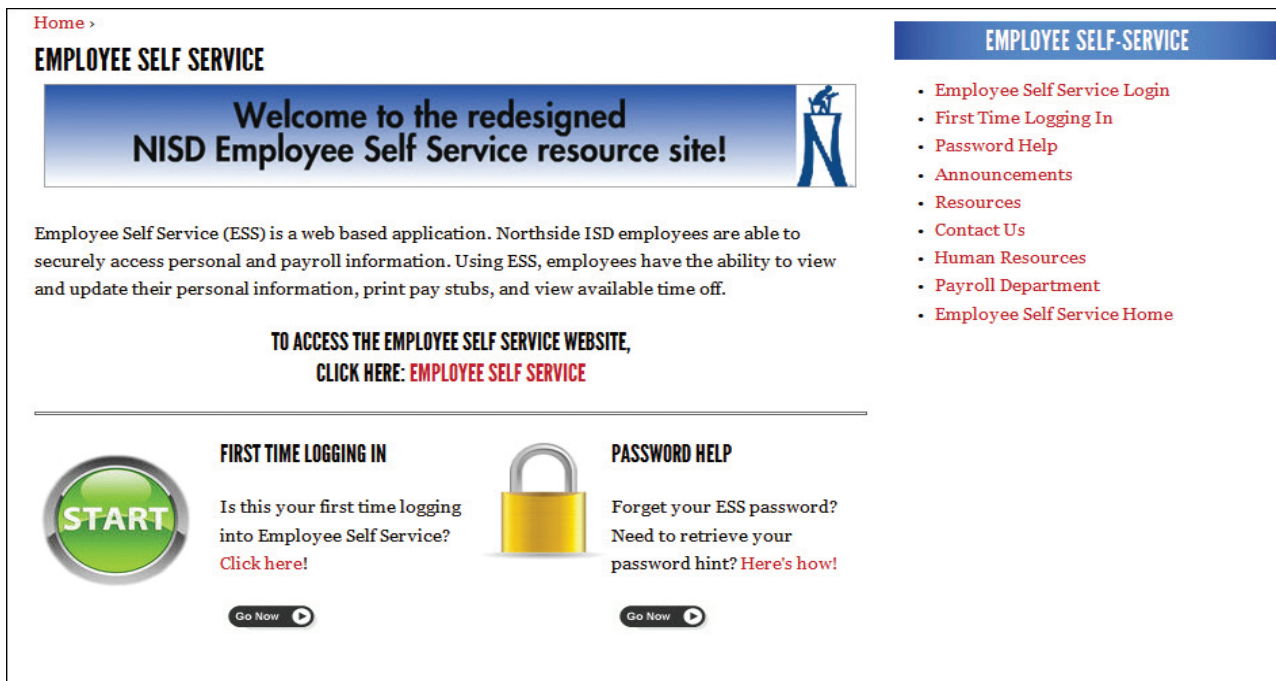 Home ›
EMPLOYEE SELF SERVICE
Welcome to the redesigned
NISD Employee Self Service resource site!
N
Employee Self Service (ESS) is a web based application. Northside ISD employees are able to
securely access personal and payroll information. Using ESS, employees have the ability to view
and update their personal information, print pay stubs, and view available time off.
TO ACCESS THE EMPLOYEE SELF SERVICE WEBSITE,
CLICK HERE: EMPLOYEE SELF SERVICE
START
FIRST TIME LOGGING IN
Is this your first time logging
into Employee Self Service?
Click here!
Go Now
PASSWORD HELP
Forget your ESS password?
Need to retrieve your
password hint? Here's how!
Go Now
EMPLOYEE SELF-SERVICE
• Employee Self Service Login
• First Time Logging In
• Password Help
• Announcements
• Resources
• Contact Us
• Human Resources
• Payroll Department
• Employee Self Service Home